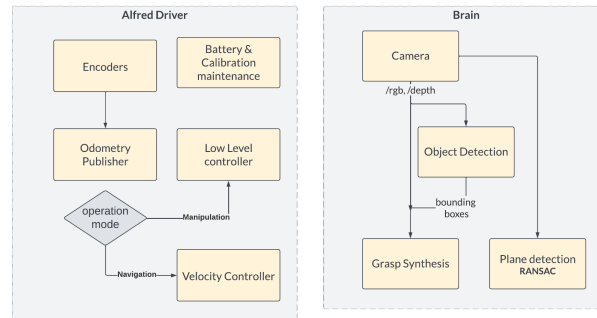 Alfred Driver
Encoders
Battery &
Calibration
maintenance
Odometry
Publisher
Low Level
controller
operation
mode
Manipulation
Navigation
Velocity Controller
Brain
Camera
/rgb, /depth
Object Detection
bounding
boxes
Grasp Synthesis
Plane detection
RANSAC